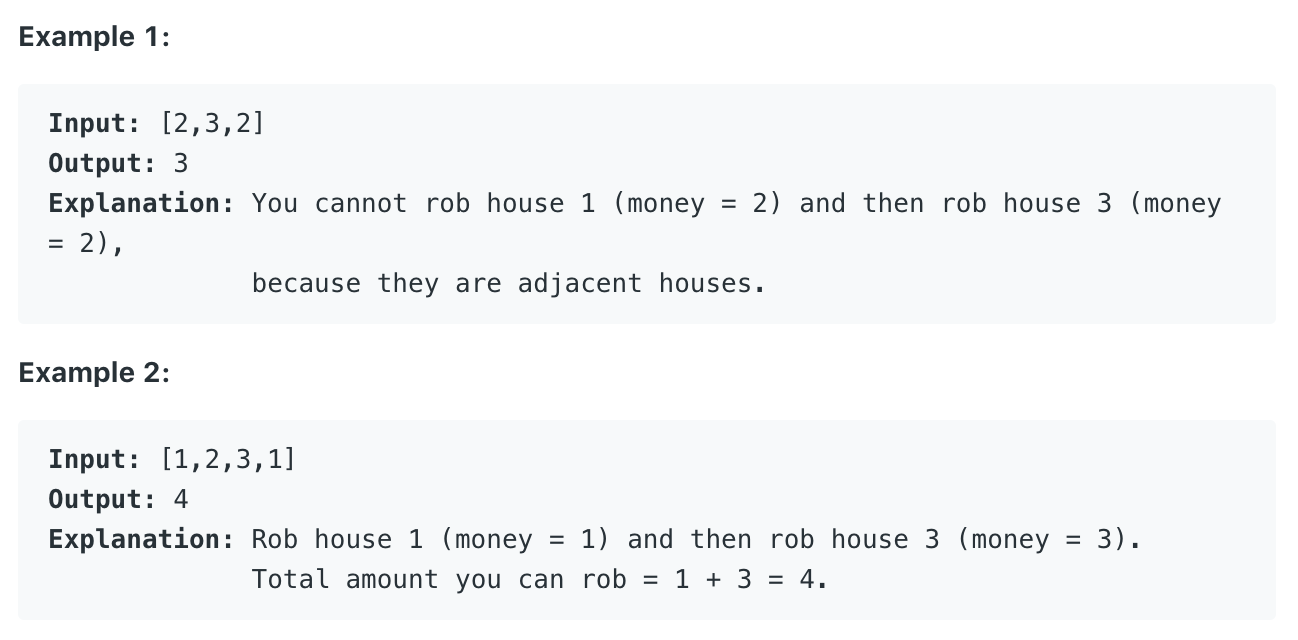 Example 1:
Input: [2,3,2]
Output: 3
Explanation: You cannot rob house 1 (money = 2) and then rob house 3 (money
= 2),
because they are adjacent houses.
Example 2:
Input: [1,2,3,1]
Output: 4
Explanation: Rob house 1 (money = 1) and then rob house 3 (money = 3).
Total amount you can rob = 1 + 3 = 4.